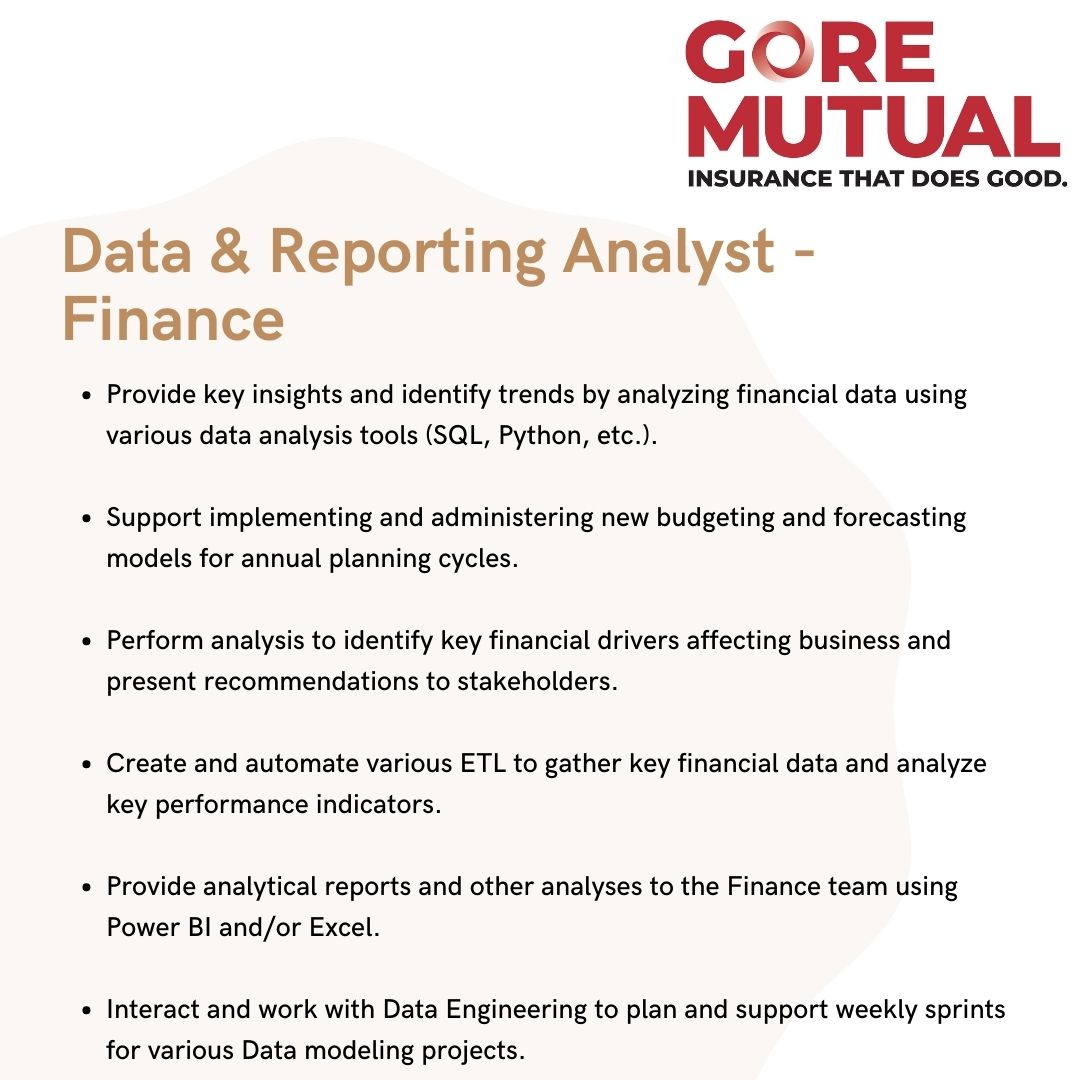 GORE
MUTUAL
INSURANCE THAT DOES GOOD.
Data & Reporting Analyst -
Finance
• Provide key insights and identify trends by analyzing financial data using
various data analysis tools (SQL, Python, etc.).
• Support implementing and administering new budgeting and forecasting
models for annual planning cycles.
• Perform analysis to identify key financial drivers affecting business and
present recommendations to stakeholders.
• Create and automate various ETL to gather key financial data and analyze
key performance indicators.
• Provide analytical reports and other analyses to the Finance team using
Power BI and/or Excel.
• Interact and work with Data Engineering to plan and support weekly sprints
for various Data modeling projects.